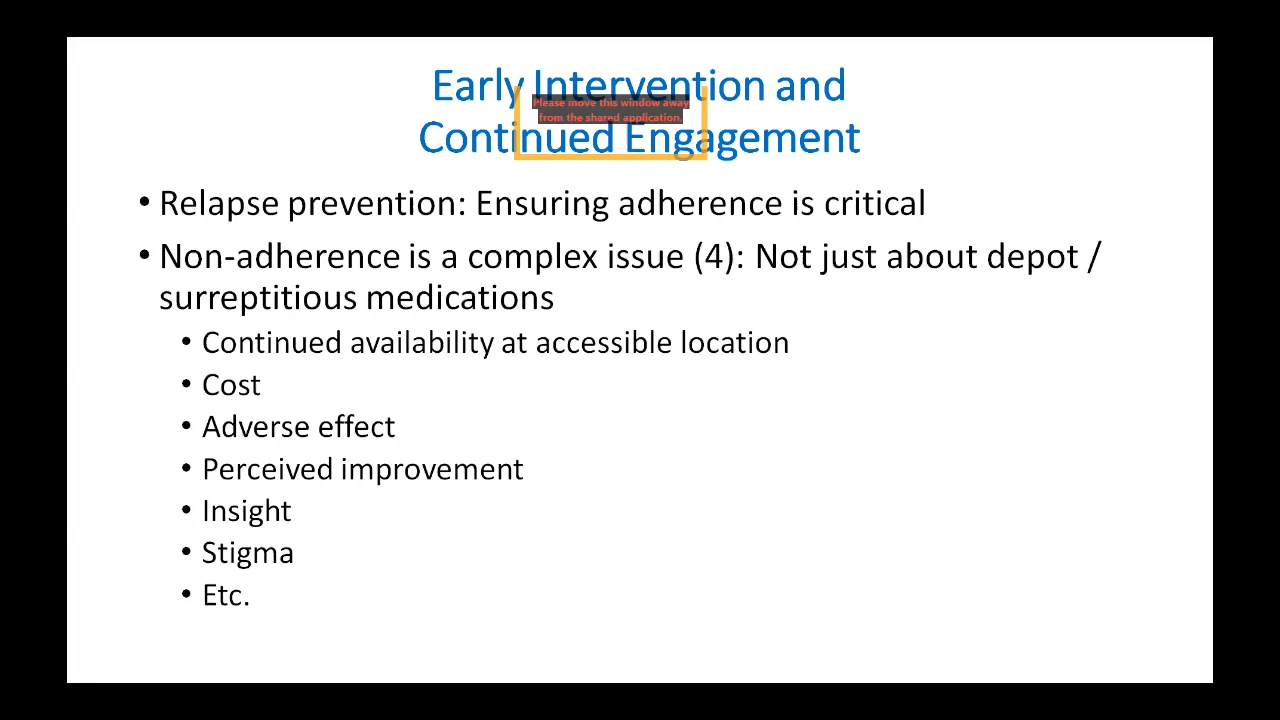 Early Intervention and
Continued Engagement
Please move this window away
from the shared application.
• Relapse prevention: Ensuring adherence is critical
• Non-adherence is a complex issue (4): Not just about depot /
surreptitious medications
• Continued availability at accessible location
• Cost
• Adverse effect
• Perceived improvement
• Insight
• Stigma
• Etc.